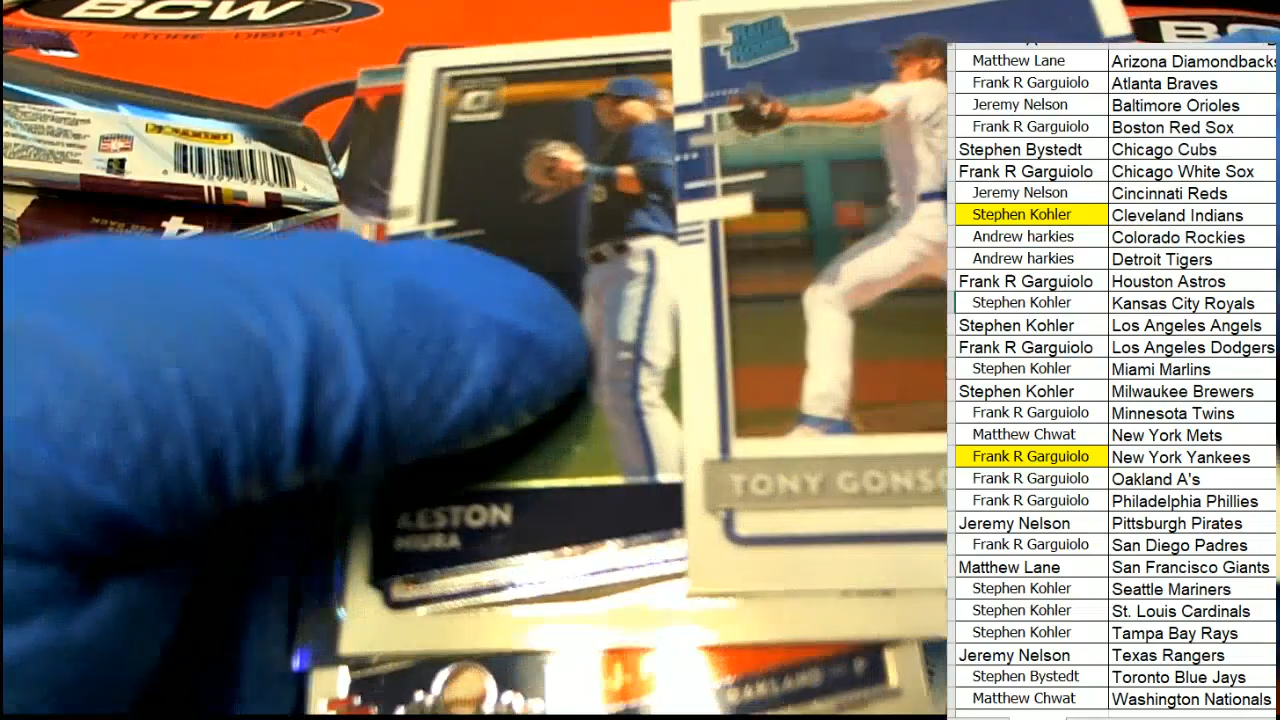 BCW
STORE DISPLAY
PANINI
TONY GONSO
KESTON
HIURA
Matthew Lane Arizona Diamondbacks
Frank R Garguiolo Atlanta Braves
Jeremy Nelson Baltimore Orioles
Frank R Garguiolo Boston Red Sox
Stephen Bystedt Chicago Cubs
Frank R Garguiolo Chicago White Sox
Jeremy Nelson Cincinnati Reds
Stephen Kohler Cleveland Indians
Andrew harkies Colorado Rockies
Andrew harkies Detroit Tigers
Frank R Garguiolo Houston Astros
Stephen Kohler Kansas City Royals
Stephen Kohler Los Angeles Angels
Frank R Garguiolo Los Angeles Dodgers
Stephen Kohler Miami Marlins
Stephen Kohler Milwaukee Brewers
Frank R Garguiolo Minnesota Twins
Matthew Chwat New York Mets
Frank R Garguiolo New York Yankees
Frank R Garguiolo Oakland A's
Frank R Garguiolo Philadelphia Phillies
Jeremy Nelson Pittsburgh Pirates
Frank R Garguiolo San Diego Padres
Matthew Lane San Francisco Giants
Stephen Kohler Seattle Mariners
Stephen Kohler St. Louis Cardinals
Stephen Kohler Tampa Bay Rays
Jeremy Nelson Texas Rangers
Stephen Bystedt Toronto Blue Jays
Matthew Chwat Washington Nationals